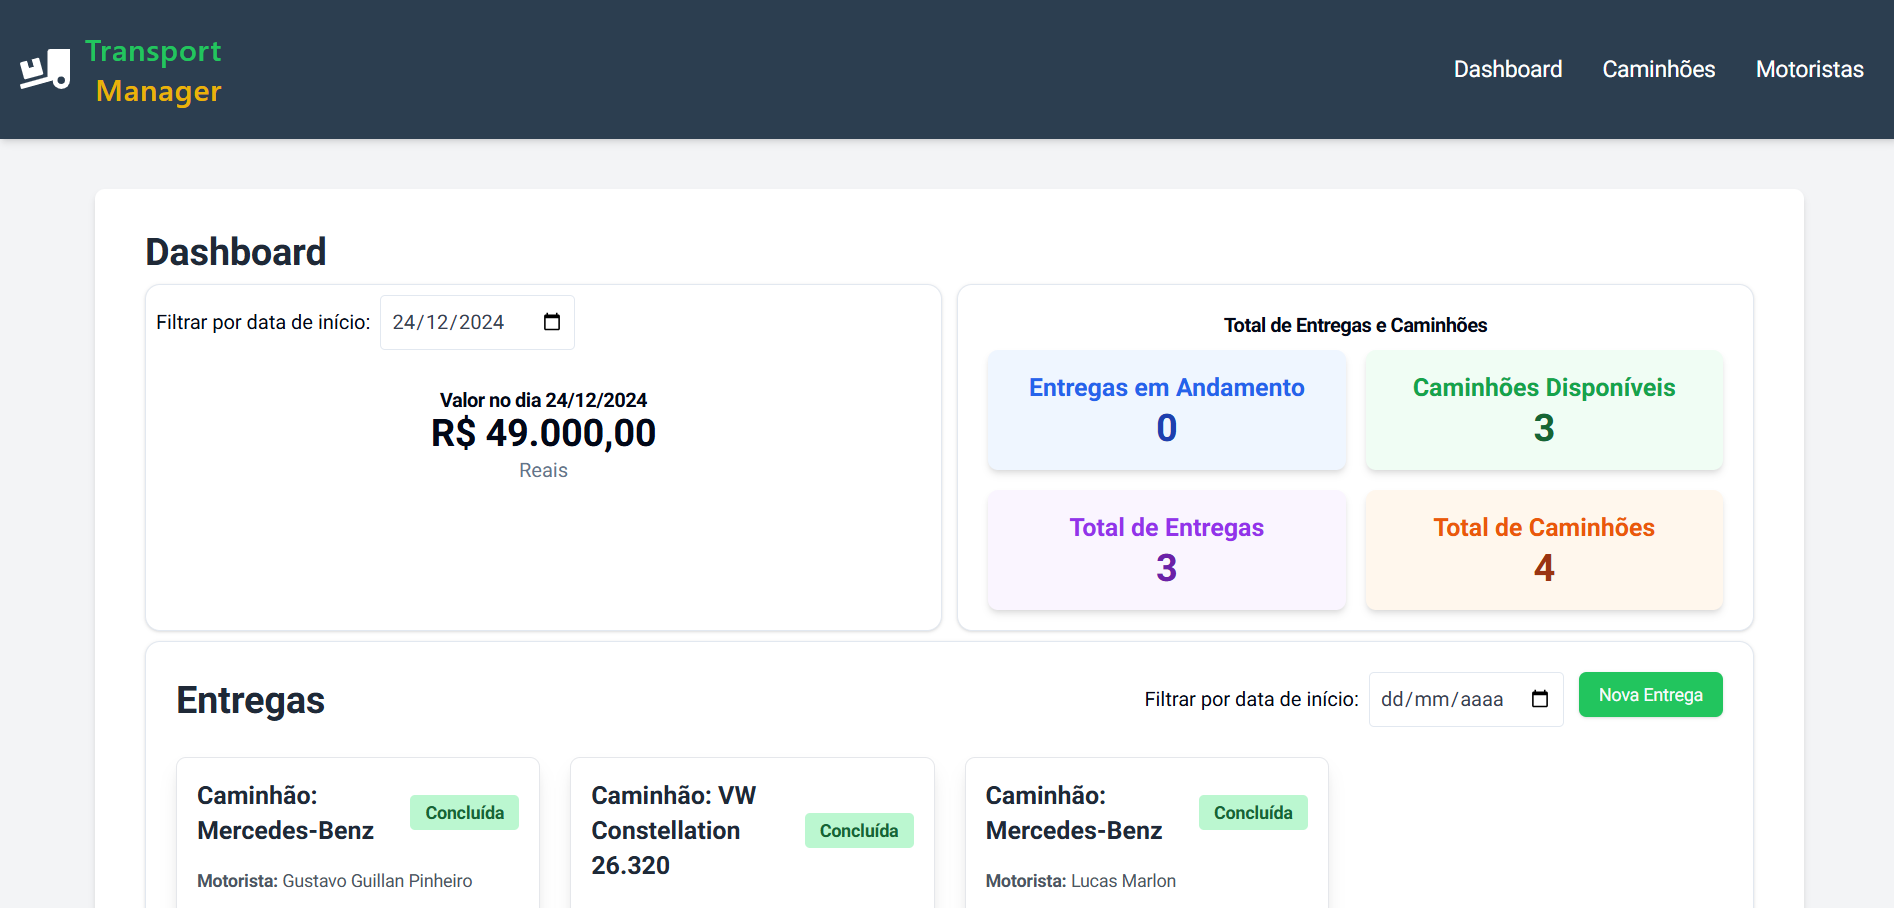 Transport
Manager
Dashboard
Caminhões
Motoristas
Dashboard
Filtrar por data de início:
24/12/2024
Valor no dia 24/12/2024
R$ 49.000,00
Reais
Total de Entregas e Caminhões
Entregas em Andamento
0
Caminhões Disponíveis
3
Total de Entregas
3
Total de Caminhões
4
Entregas
Filtrar por data de início:
dd/mm/aaaa
Nova Entrega
Caminhão:
Mercedes-Benz
Concluída
Motorista: Gustavo Guillan Pinheiro
Caminhão: VW
Constellation
26.320
Concluída
Caminhão:
Mercedes-Benz
Concluída
Motorista: Lucas Marlon